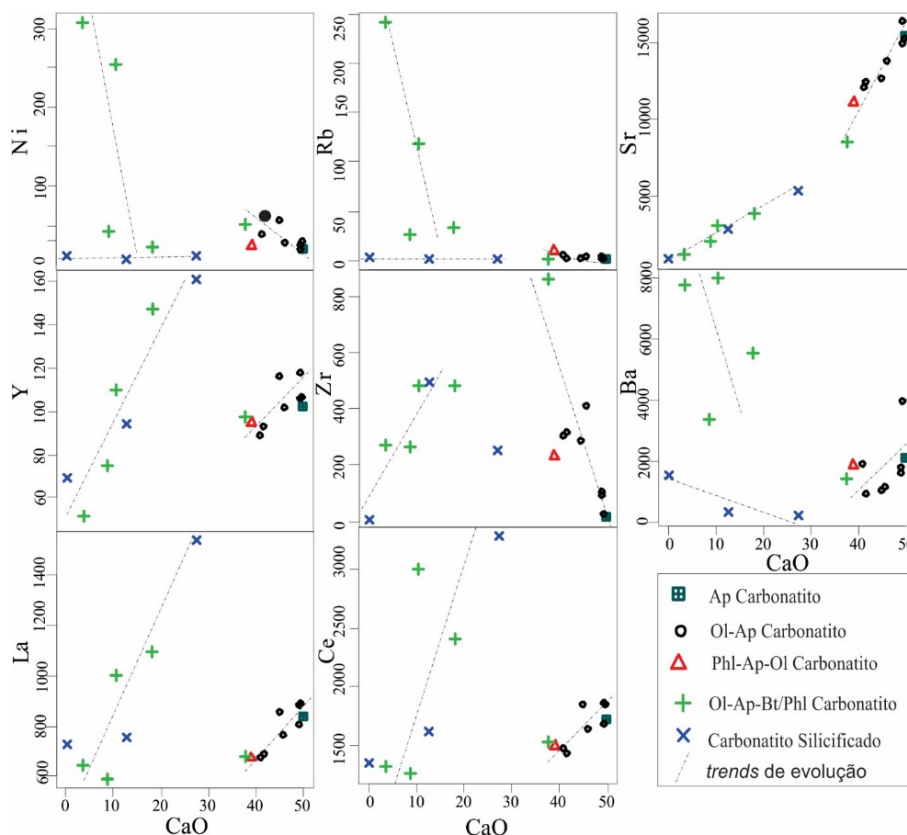 Ni
300
200
100
50
0
Rb
250
200
150
100
50
0
Sr
15000
10000
5000
Y
160
140
120
100
80
60
Zr
800
600
400
200
0
Ba
8000
6000
4000
2000
0
0 10 20 30 40 50
CaO
La
1400
1200
1000
800
600
0 10 20 30 40 50
CaO
Ce
3000
2500
2000
1500
0 10 20 30 40 50
CaO
Ap Carbonatito
Ol-Ap Carbonatito
Phl-Ap-Ol Carbonatito
Ol-Ap-Bt/Phl Carbonatito
Carbonatito Silicificado
trends de evolução